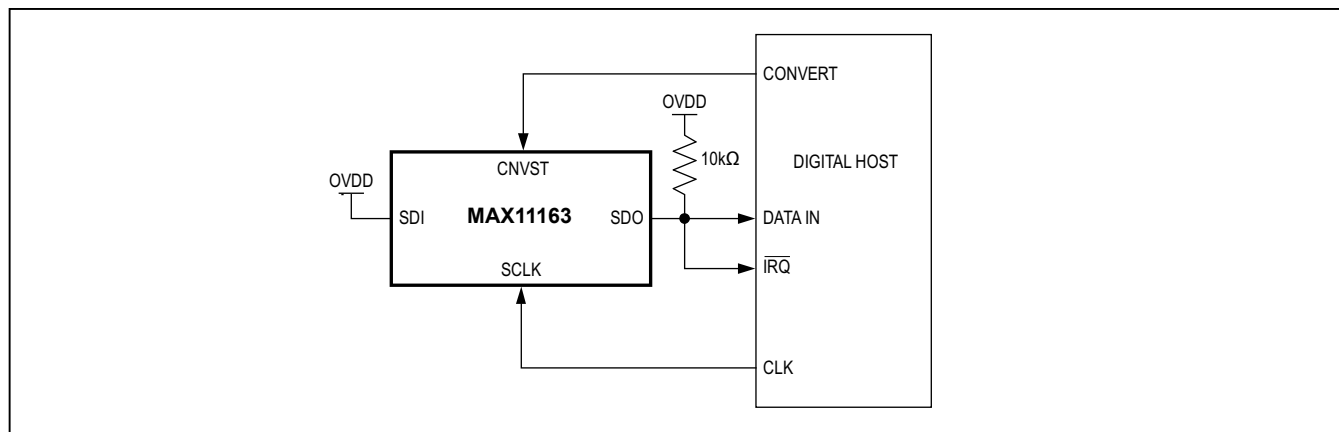 CONVERT
OVDD
10kΩ
DIGITAL HOST
CNVST
OVDD
SDI
MAX11163
SDO
DATA IN
IRQ
SCLK
CLK